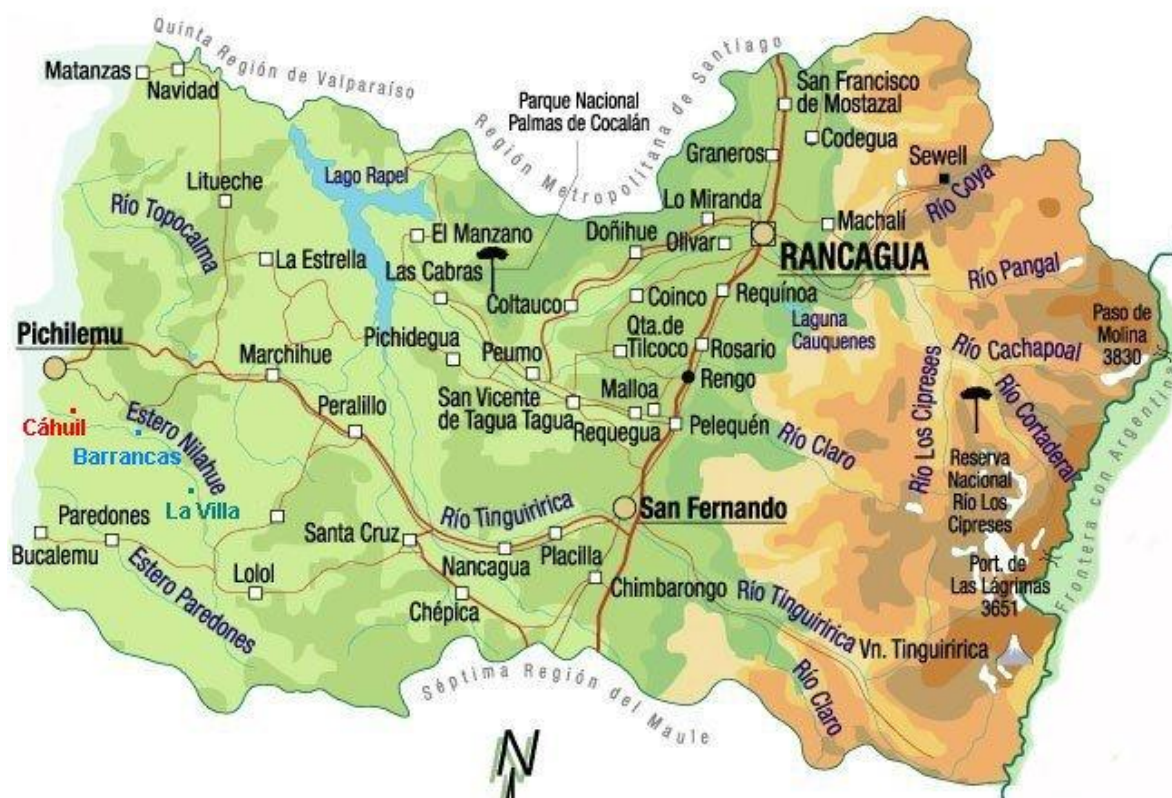 Quinta Región de Valparaíso
Región Metropolitana de Santiago
Matanzas
Navidad
Parque Nacional
Palmas de Cocalán
San Francisco
de Mostazal
Codegua
Graneros
Sewell
Río Coya
Lago Rapel
Litueche
Río Topocalma
Lo Miranda
Machalí
El Manzano
Doñihue
Olivar
RANCAGUA
La Estrella
Las Cabras
Río Pangal
Coltauco
Coinco
Requínoa
Laguna
Cauquenes
Paso de
Molina
3830
Pichilemu
Marchihue
Pichidegua
Peumo
Qta.de
Tilcoco
Rosario
Río Cachapoal
Rengo
Malloa
San Vicente
de Tagua Tagua
Requegua
Pelequén
Río Claro
Río Los Cipreses
Río Cortaderal
Peralillo
Cáhuil
Estero Nilahue
Barrancas
La Villa
Reserva
Nacional
Río Los
Cipreses
Frontera con Argentina
San Fernando
Paredones
Bucalemu
Santa Cruz
Río Tinguiririca
Nancagua
Placilla
Lolol
Estero Paredones
Chépica
Chimbarongo
Port. de
Las Lágrimas
3651
Río Tinguiririca
Vn. Tinguiririca
Río Claro
Séptima Región del Maule
N